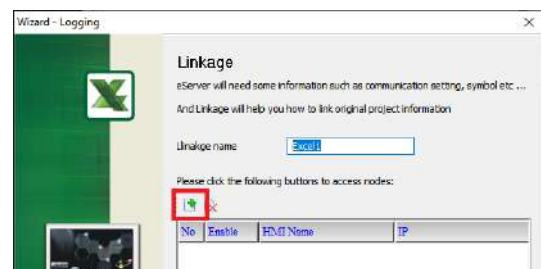 Wizard - Logging
Linkage
eServer will need some information such as communication setting, symbol etc ...
And Linkage will help you how to link original project information
Llinakge name
Excel1
Please click the following buttons to access nodes:
No Enable HMI Name IP